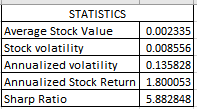 STATISTICS
Average Stock Value 0.002335
Stock volatility 0.008556
Annualized volatility 0.135828
Annualized Stock Return 1.800053
Sharp Ratio 5.882848